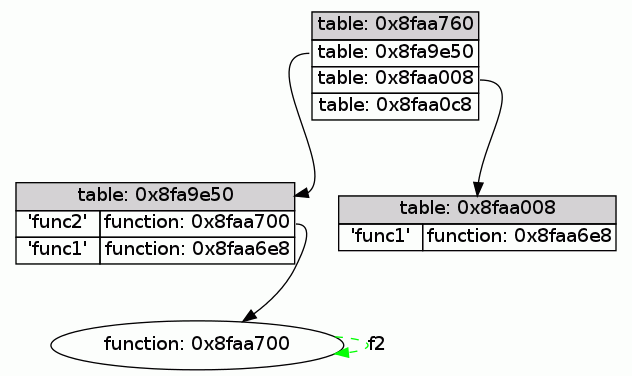 table: 0x8faa760
table: 0x8fa9e50
table: 0x8faa008
table: 0x8faa0c8
table: 0x8fa9e50
'func2' function: 0x8faa700
'func1' function: 0x8faa6e8
table: 0x8faa008
'func1' function: 0x8faa6e8
function: 0x8faa700
f2